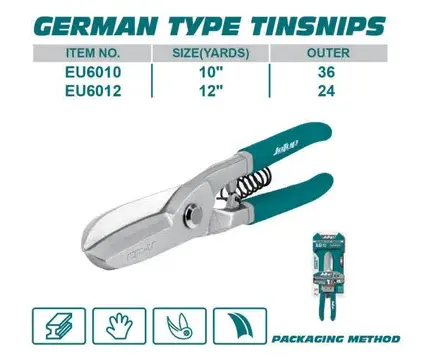 GERMAN TYPE TINSNIPS
ITEM NO. SIZE(YARDS) OUTER
EU6010 10" 36
EU6012 12" 24
PACKAGING METHOD